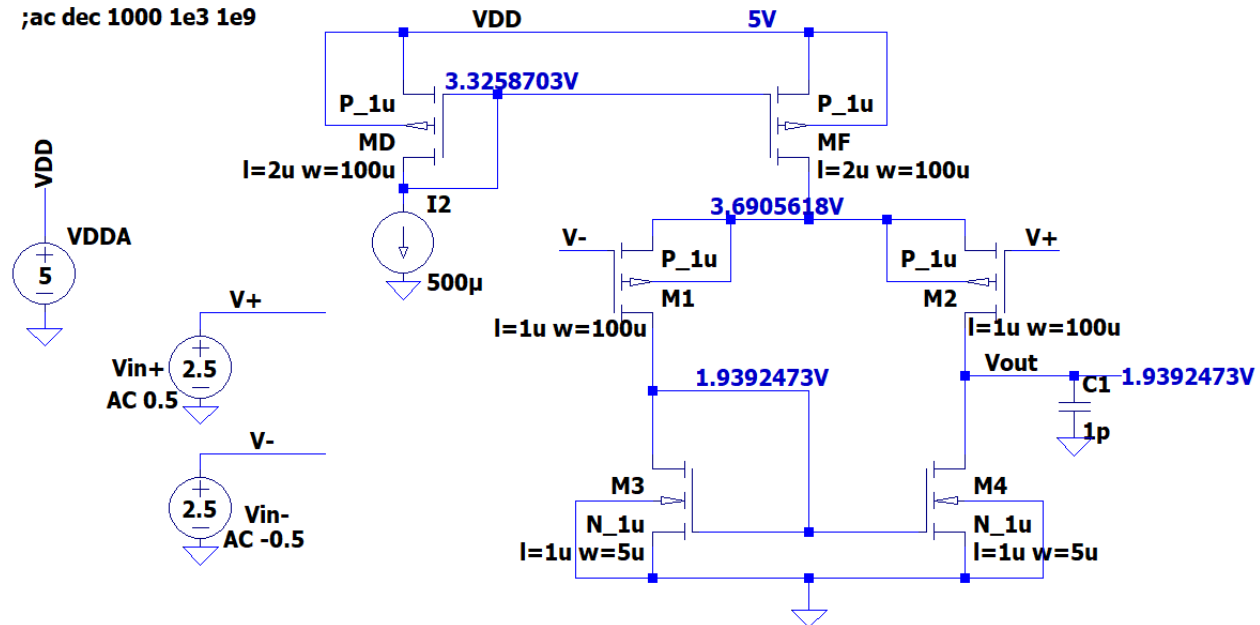 ;ac dec 1000 1e3 1e9
VDD
5V
3.3258703V
P_1u
MD
l=2u w=100u
P_1u
MF
l=2u w=100u
I2
500µ
3.6905618V
VDD
VDDA
+
5
−
V-
P_1u
M1
l=1u w=100u
V+
P_1u
M2
l=1u w=100u
V+
Vin+
+
2.5
−
AC 0.5
Vout
1.9392473V
1.9392473V
C1
1p
V-
Vin-
+
2.5
−
AC -0.5
M3
N_1u
l=1u w=5u
M4
N_1u
l=1u w=5u